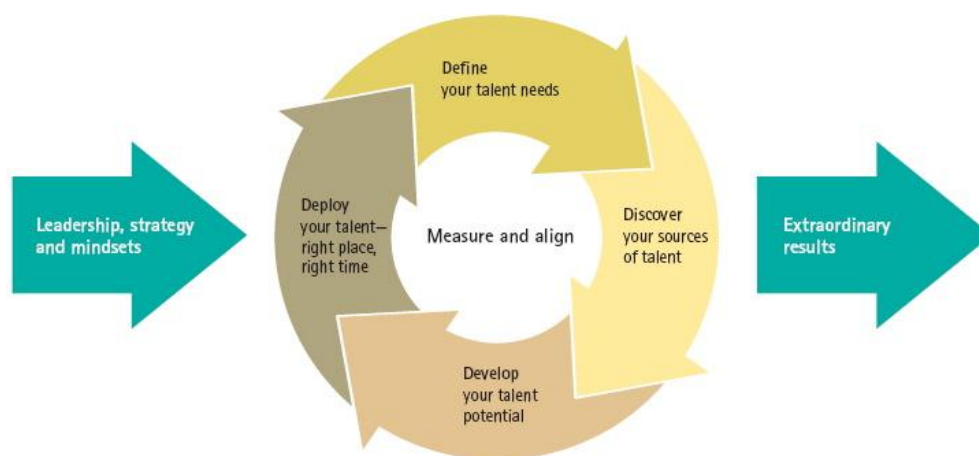 Leadership, strategy
and mindsets
Define
your talent needs
Discover
your sources
of talent
Develop
your talent
potential
Deploy
your talent—
right place,
right time
Measure and align
Extraordinary
results